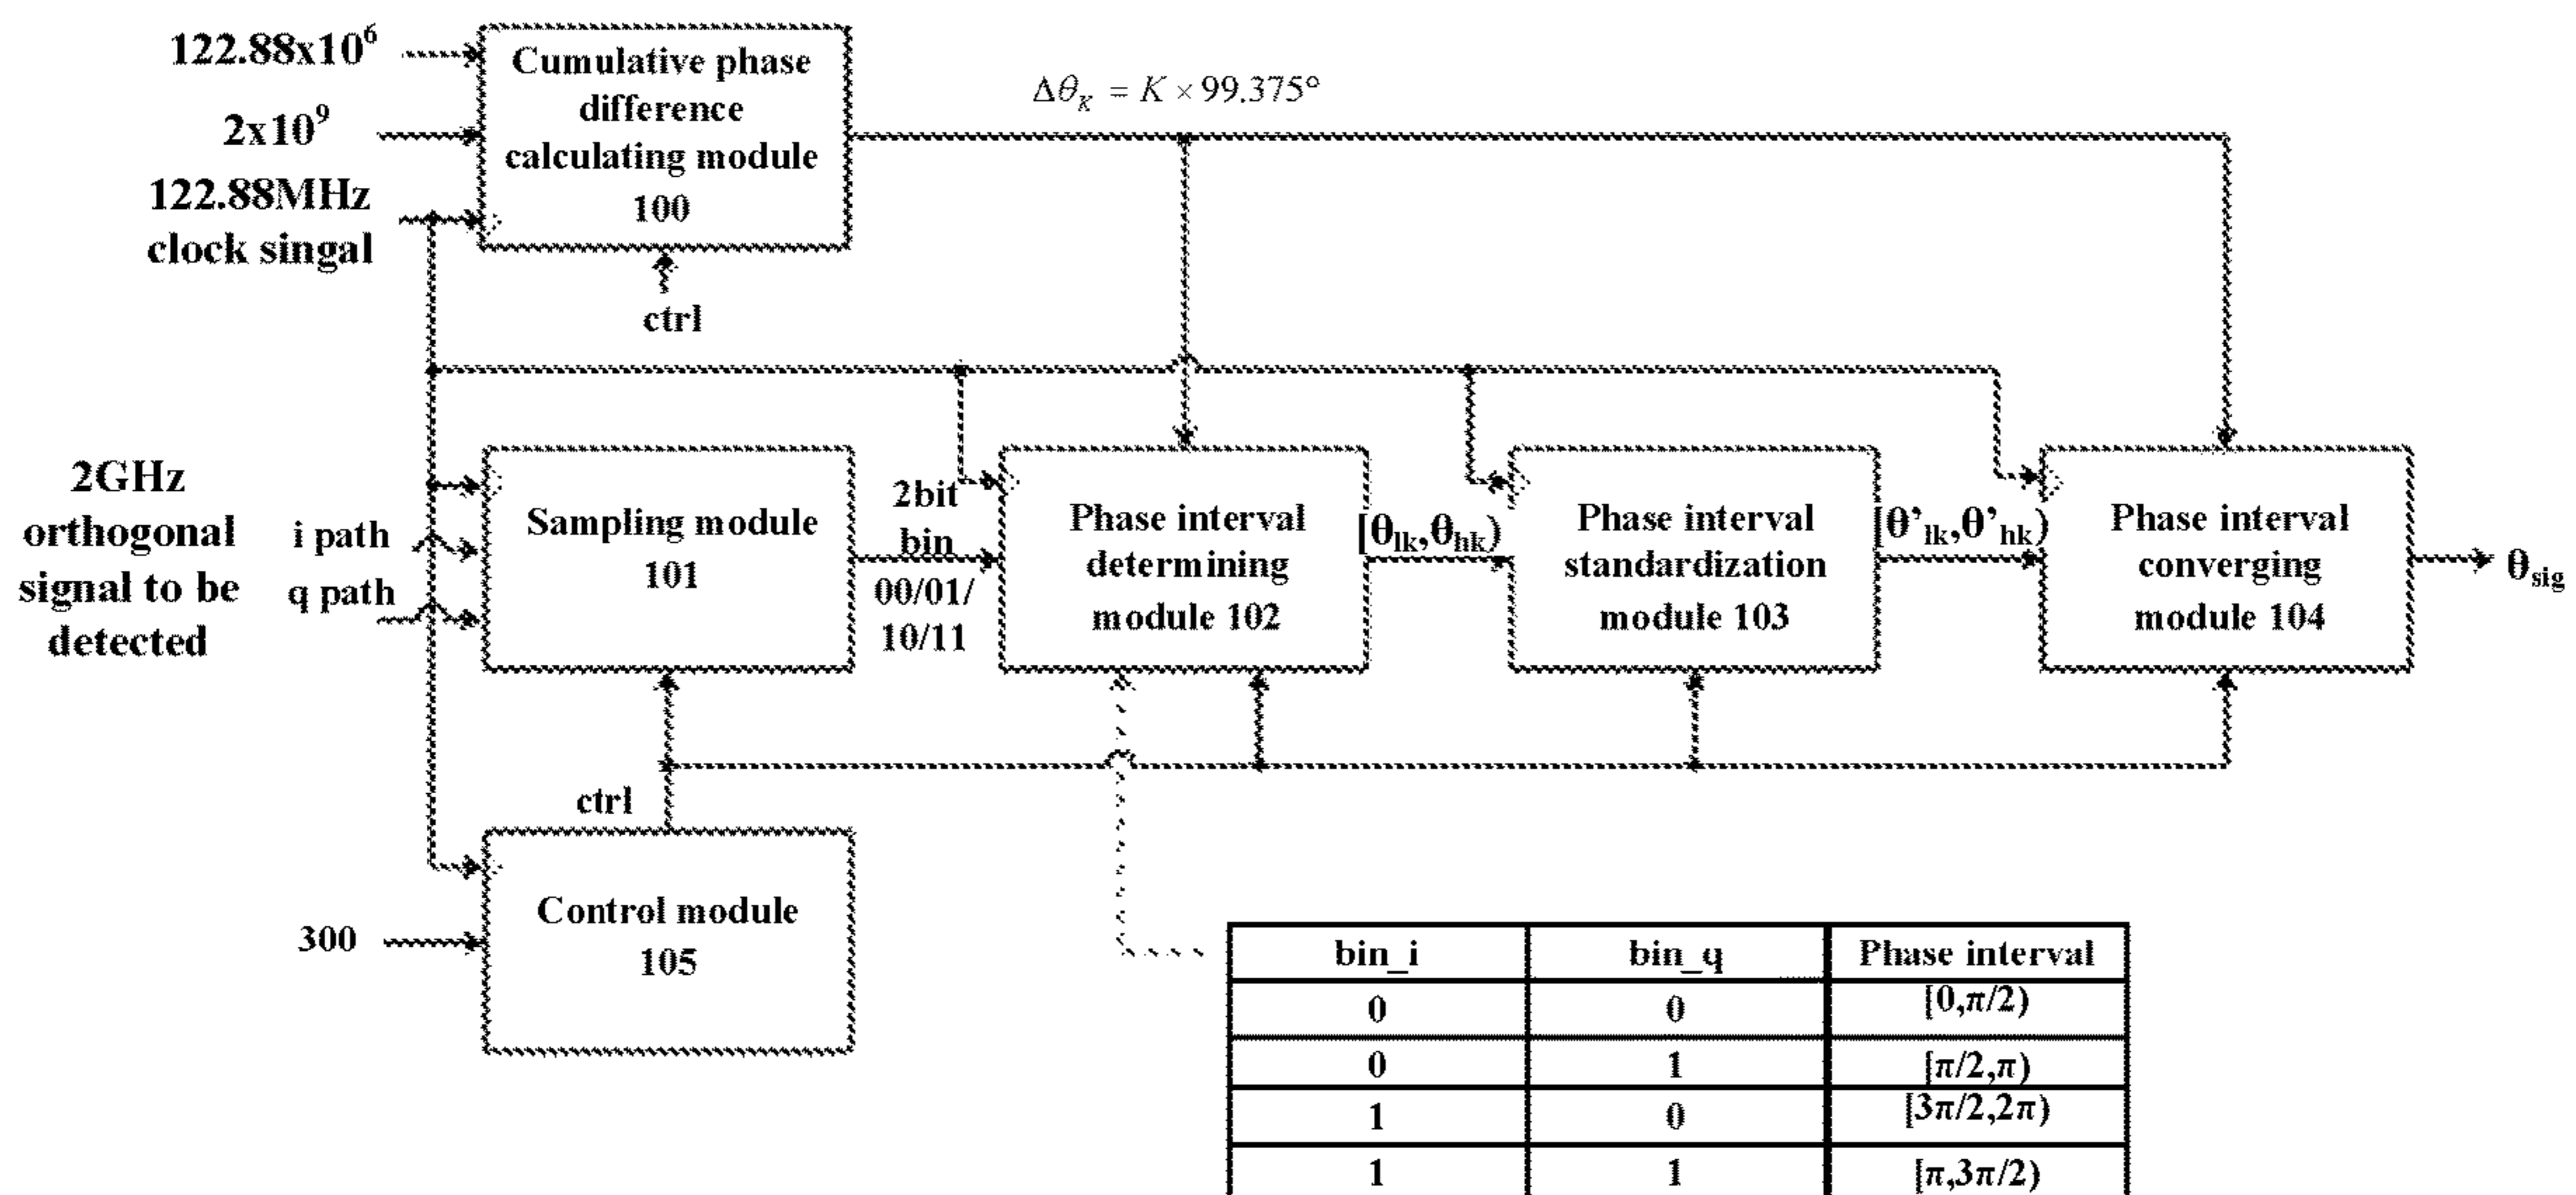 122.88x10⁶
2x10⁹
122.88MHz
clock singal
Cumulative phase
difference
calculating module
100
Δθ_K = K × 99.375°
ctrl
2GHz
orthogonal
signal to be
detected
i path
q path
Sampling module
101
2bit
bin
00/01/
10/11
Phase interval
determining
module 102
[θ_lk,θ_hk)
Phase interval
standardization
module 103
[θ'_lk,θ'_hk)
Phase interval
converging
module 104
θ_sig
ctrl
300
Control module
105
bin_i bin_q Phase interval
0 0 [0,π/2)
0 1 [π/2,π)
1 0 [3π/2,2π)
1 1 [π,3π/2)